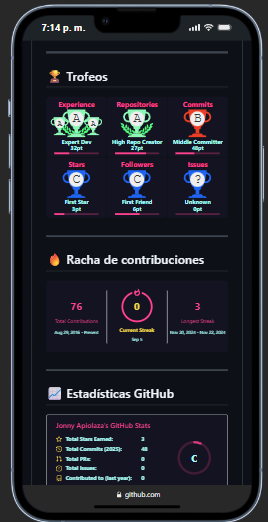 7:14 p. m.
Trofeos
Experience Repositories Commits
A A A A B
Expert Dev High Repo Creator Middle Committer
32pt 27pt 48pt
Stars Followers Issues
C C ?
First Star First Friend Unknown
3pt 6pt 0pt
Racha de contribuciones
76 0 3
Total Contributions Current Streak Longest Streak
Aug 29, 2016 - Present Sep 5 Nov 20, 2024 - Nov 22, 2024
Estadísticas GitHub
Jonny Apiolaza's GitHub Stats
Total Stars Earned: 3
Total Commits (2025): 48
Total PRs: 0
Total Issues: 0
Contributed to (last year): 0
C
github.com